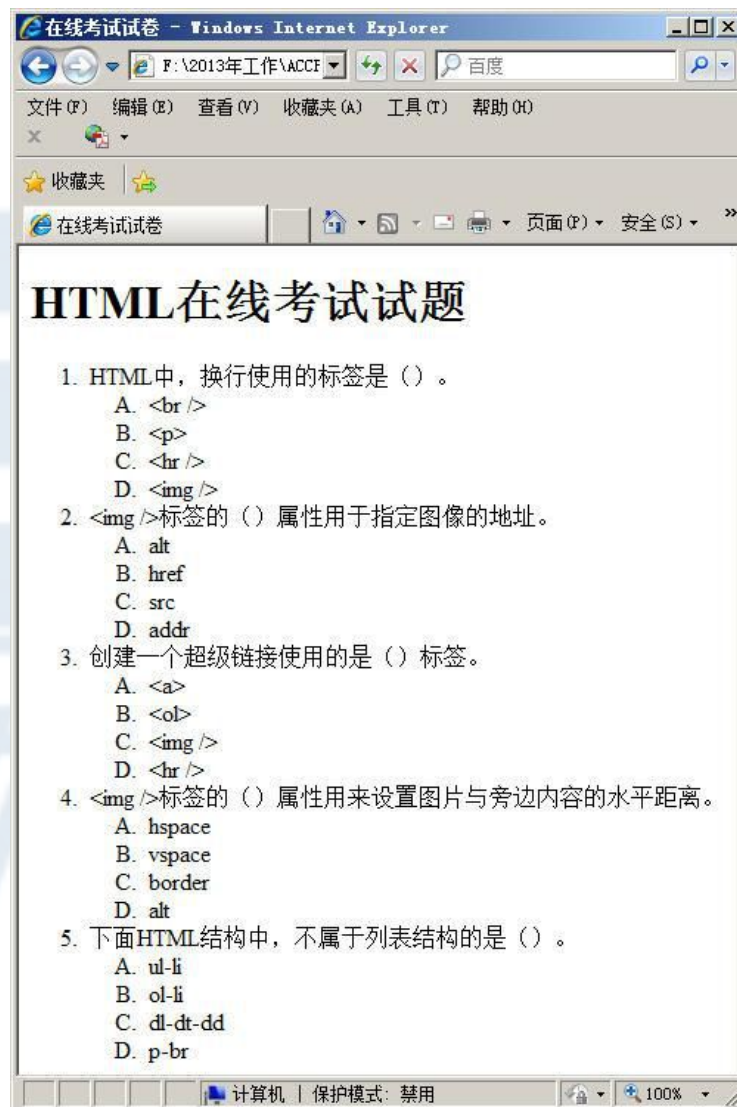 在线考试试卷 - Windows Internet Explorer
F:\2013年工作\ACCP
百度
文件(F) 编辑(E) 查看(V) 收藏夹(A) 工具(T) 帮助(H)
收藏夹
在线考试试卷
页面(P) 安全(S) »
HTML在线考试试题
1. HTML中，换行使用的标签是（）。
A. <br />
B. <p>
C. <hr />
D. <img />
2. <img />标签的（）属性用于指定图像的地址。
A. alt
B. href
C. src
D. addr
3. 创建一个超级链接使用的是（）标签。
A. <a>
B. <ol>
C. <img />
D. <hr />
4. <img />标签的（）属性用来设置图片与旁边内容的水平距离。
A. hspace
B. vspace
C. border
D. alt
5. 下面HTML结构中，不属于列表结构的是（）。
A. ul-li
B. ol-li
C. dl-dt-dd
D. p-br
计算机 | 保护模式: 禁用
100%